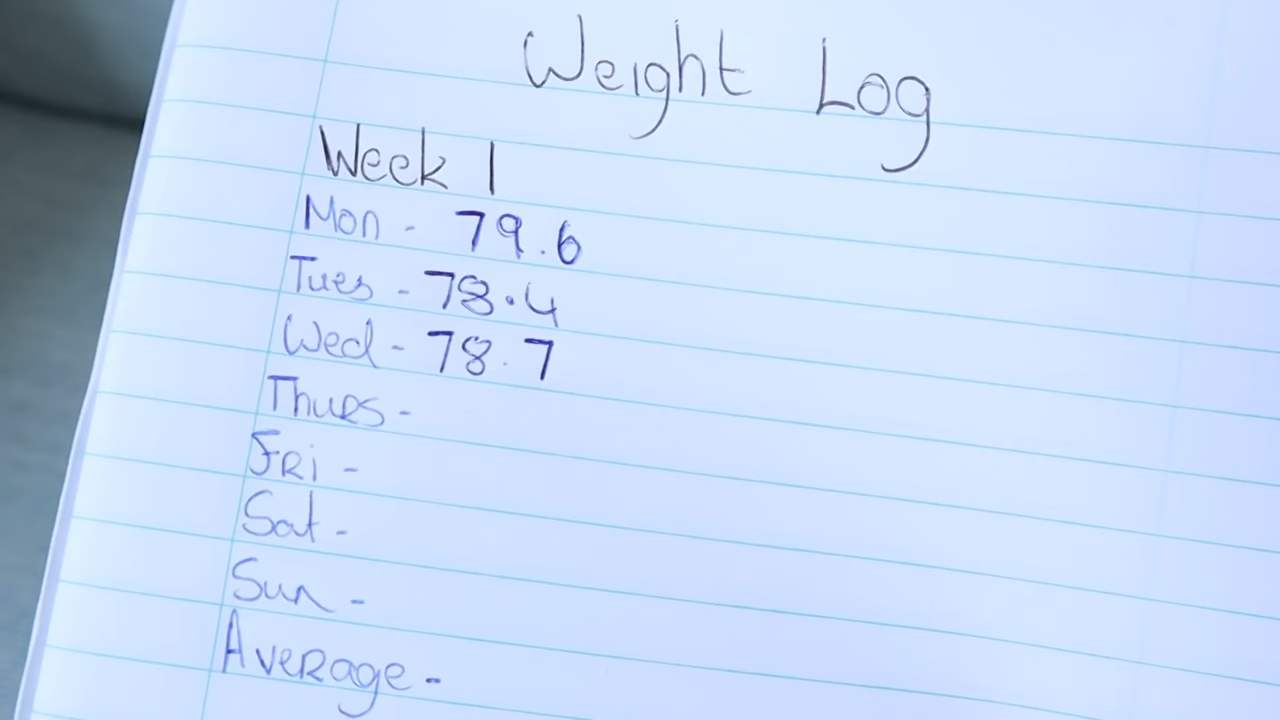 Weight Log
Week 1
Mon - 79.6
Tues - 78.4
Wed - 78.7
Thurs -
Fri -
Sat -
Sun -
Average -